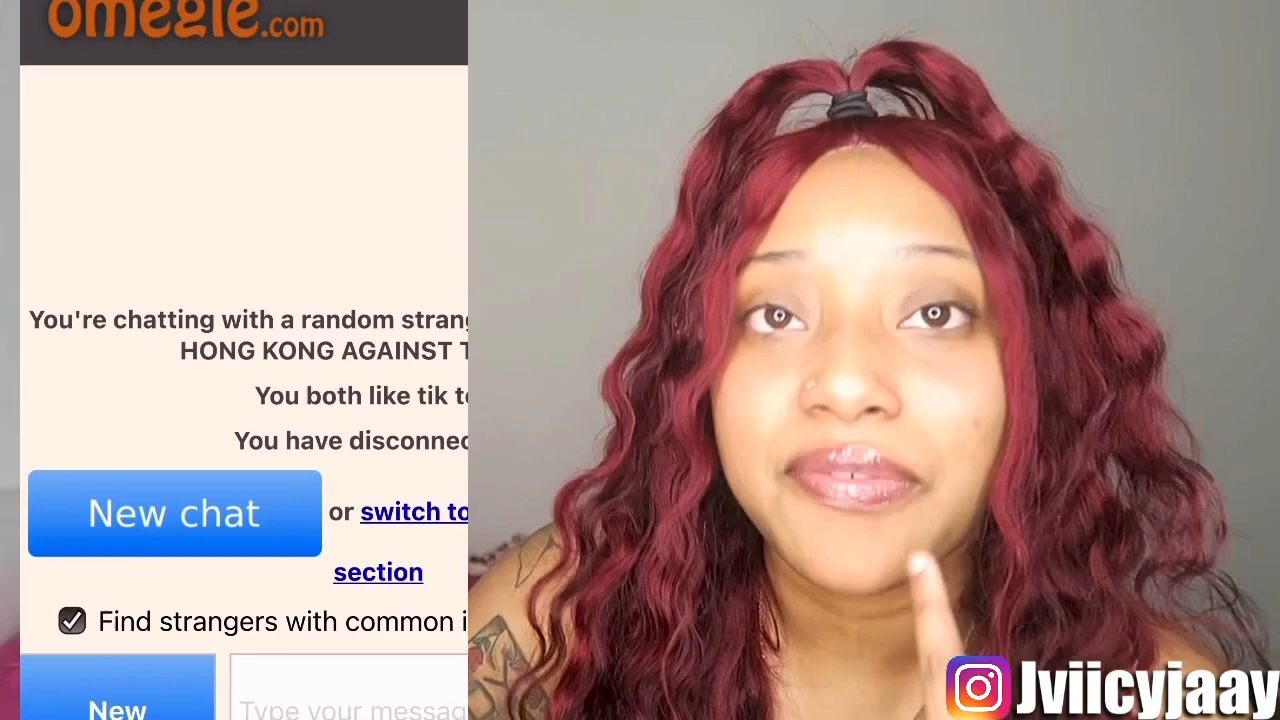 omegle.com
You're chatting with a random strang
HONG KONG AGAINST T
You both like tik to
You have disconnec
New chat or switch to
section
Find strangers with common i
New
Type your messag
Jviicyjaay